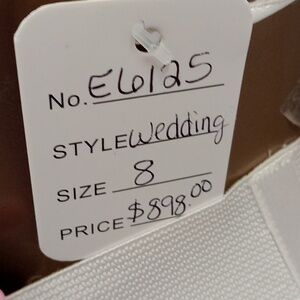 No. E6125
STYLE Wedding
SIZE 8
PRICE $898.00